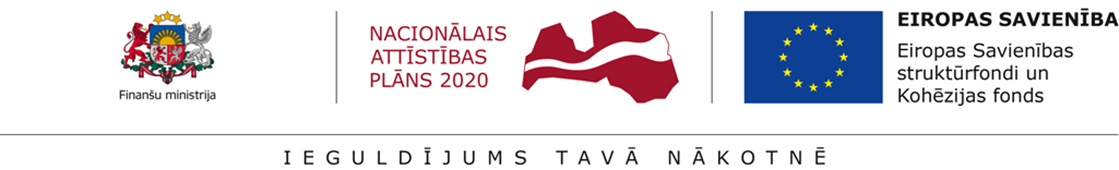 Finanšu ministrija
NACIONĀLAIS
ATTĪSTĪBAS
PLĀNS 2020
EIROPAS SAVIENĪBA
Eiropas Savienības
struktūrfondi un
Kohēzijas fonds
IEGULDĪJUMS TAVĀ NĀKOTNĒ